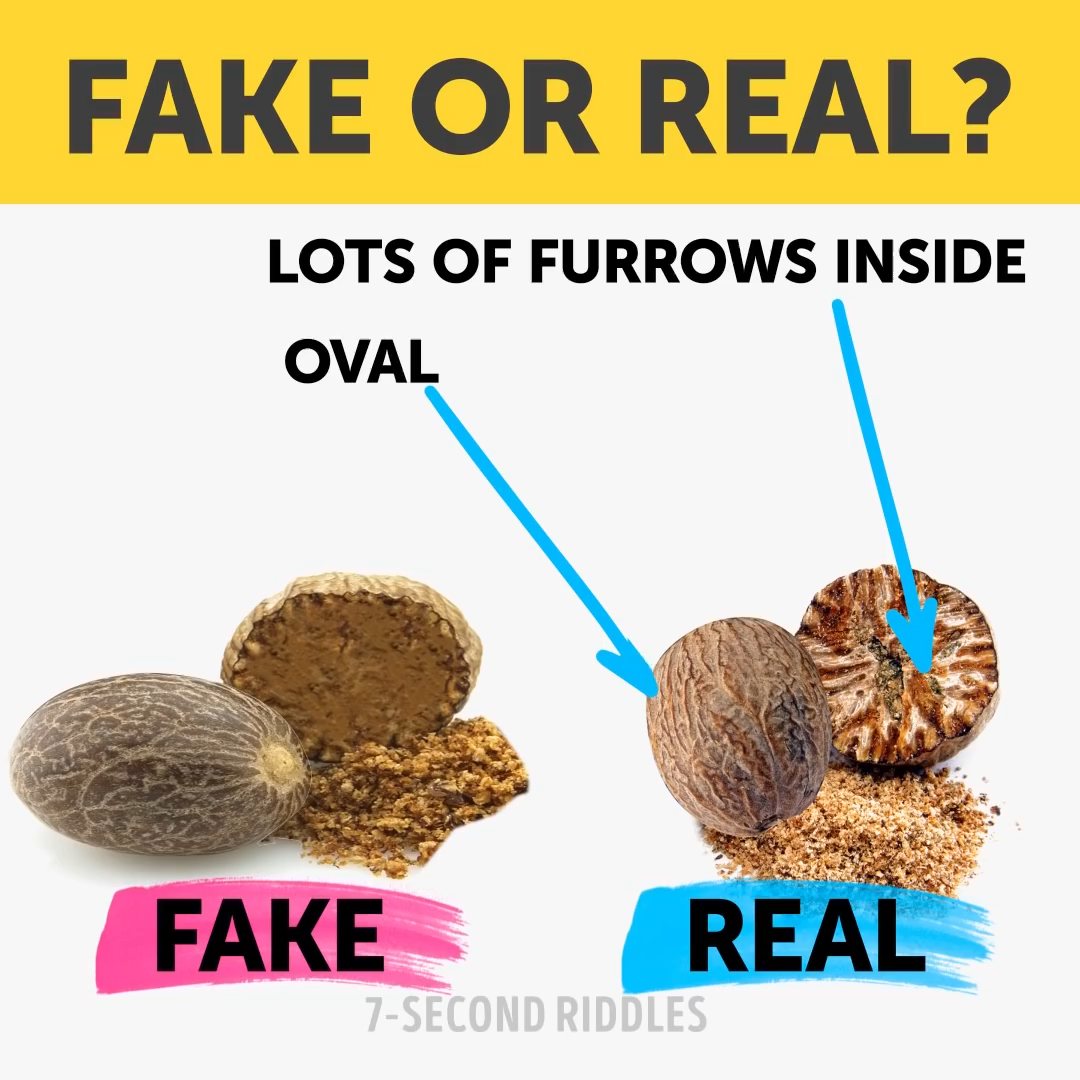 FAKE OR REAL?
LOTS OF FURROWS INSIDE
OVAL
FAKE
REAL
7-SECOND RIDDLES